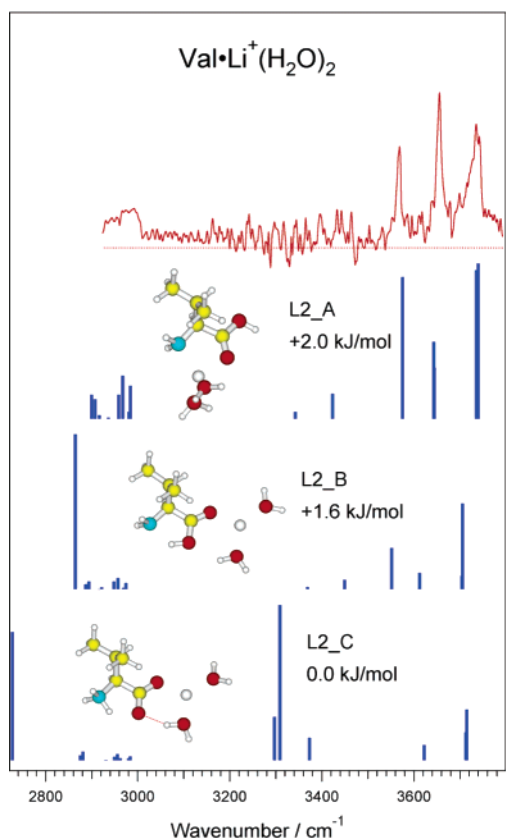 Val•Li⁺(H₂O)₂
L2_A
+2.0 kJ/mol
L2_B
+1.6 kJ/mol
L2_C
0.0 kJ/mol
2800 3000 3200 3400 3600
Wavenumber / cm⁻¹